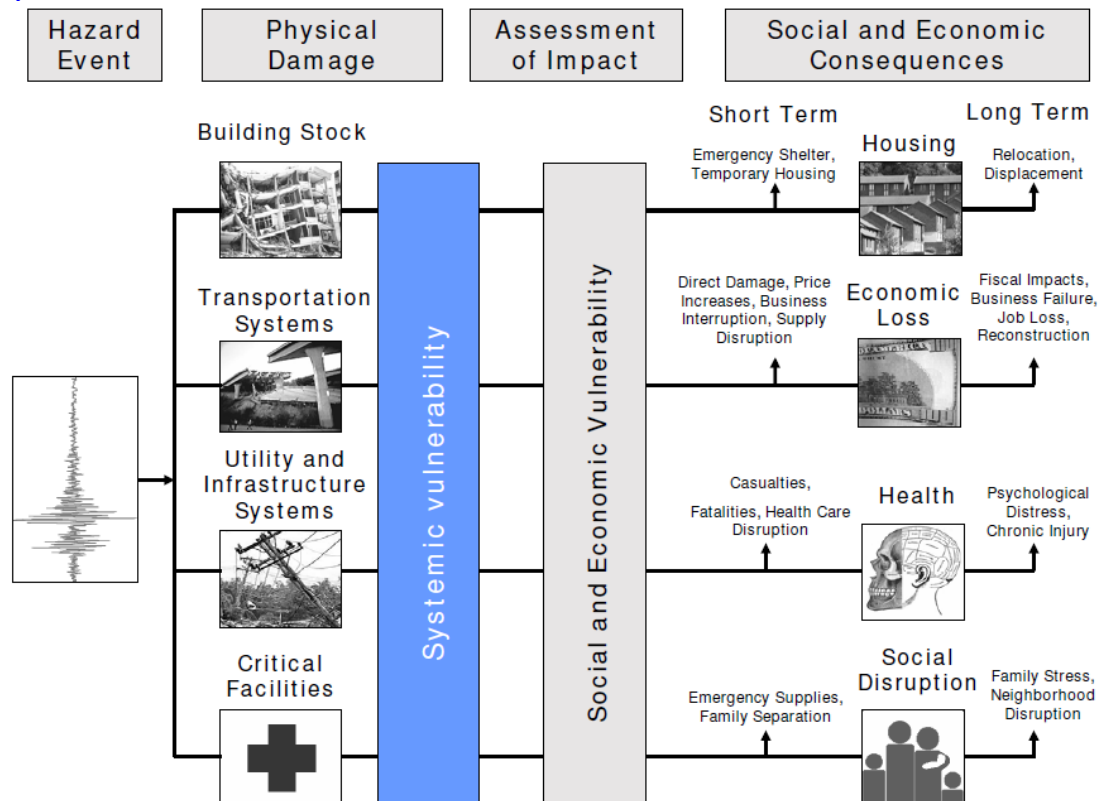 Hazard
Event
Physical
Damage
Assessment
of Impact
Social and Economic
Consequences
Short Term
Long Term
Building Stock
Housing
Emergency Shelter,
Temporary Housing
Relocation,
Displacement
Transportation
Systems
Direct Damage, Price
Increases, Business
Interruption, Supply
Disruption
Economic
Loss
Fiscal Impacts,
Business Failure,
Job Loss,
Reconstruction
DOLLARS
Utility and
Infrastructure
Systems
Casualties,
Fatalities, Health Care
Disruption
Health
Psychological
Distress,
Chronic Injury
Critical
Facilities
Emergency Supplies,
Family Separation
Social
Disruption
Family Stress,
Neighborhood
Disruption
Systemic vulnerability
Social and Economic Vulnerability